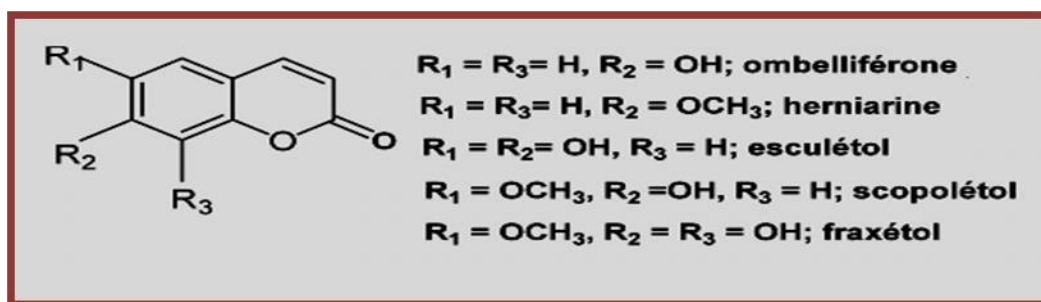 R₁
R₂
R₃
O
O
R₁ = R₃= H, R₂ = OH; ombelliférone
R₁ = R₃= H, R₂ = OCH₃; herniarine
R₁ = R₂= OH, R₃ = H; esculétol
R₁ = OCH₃, R₂ =OH, R₃ = H; scopolétol
R₁ = OCH₃, R₂ = R₃ = OH; fraxétol